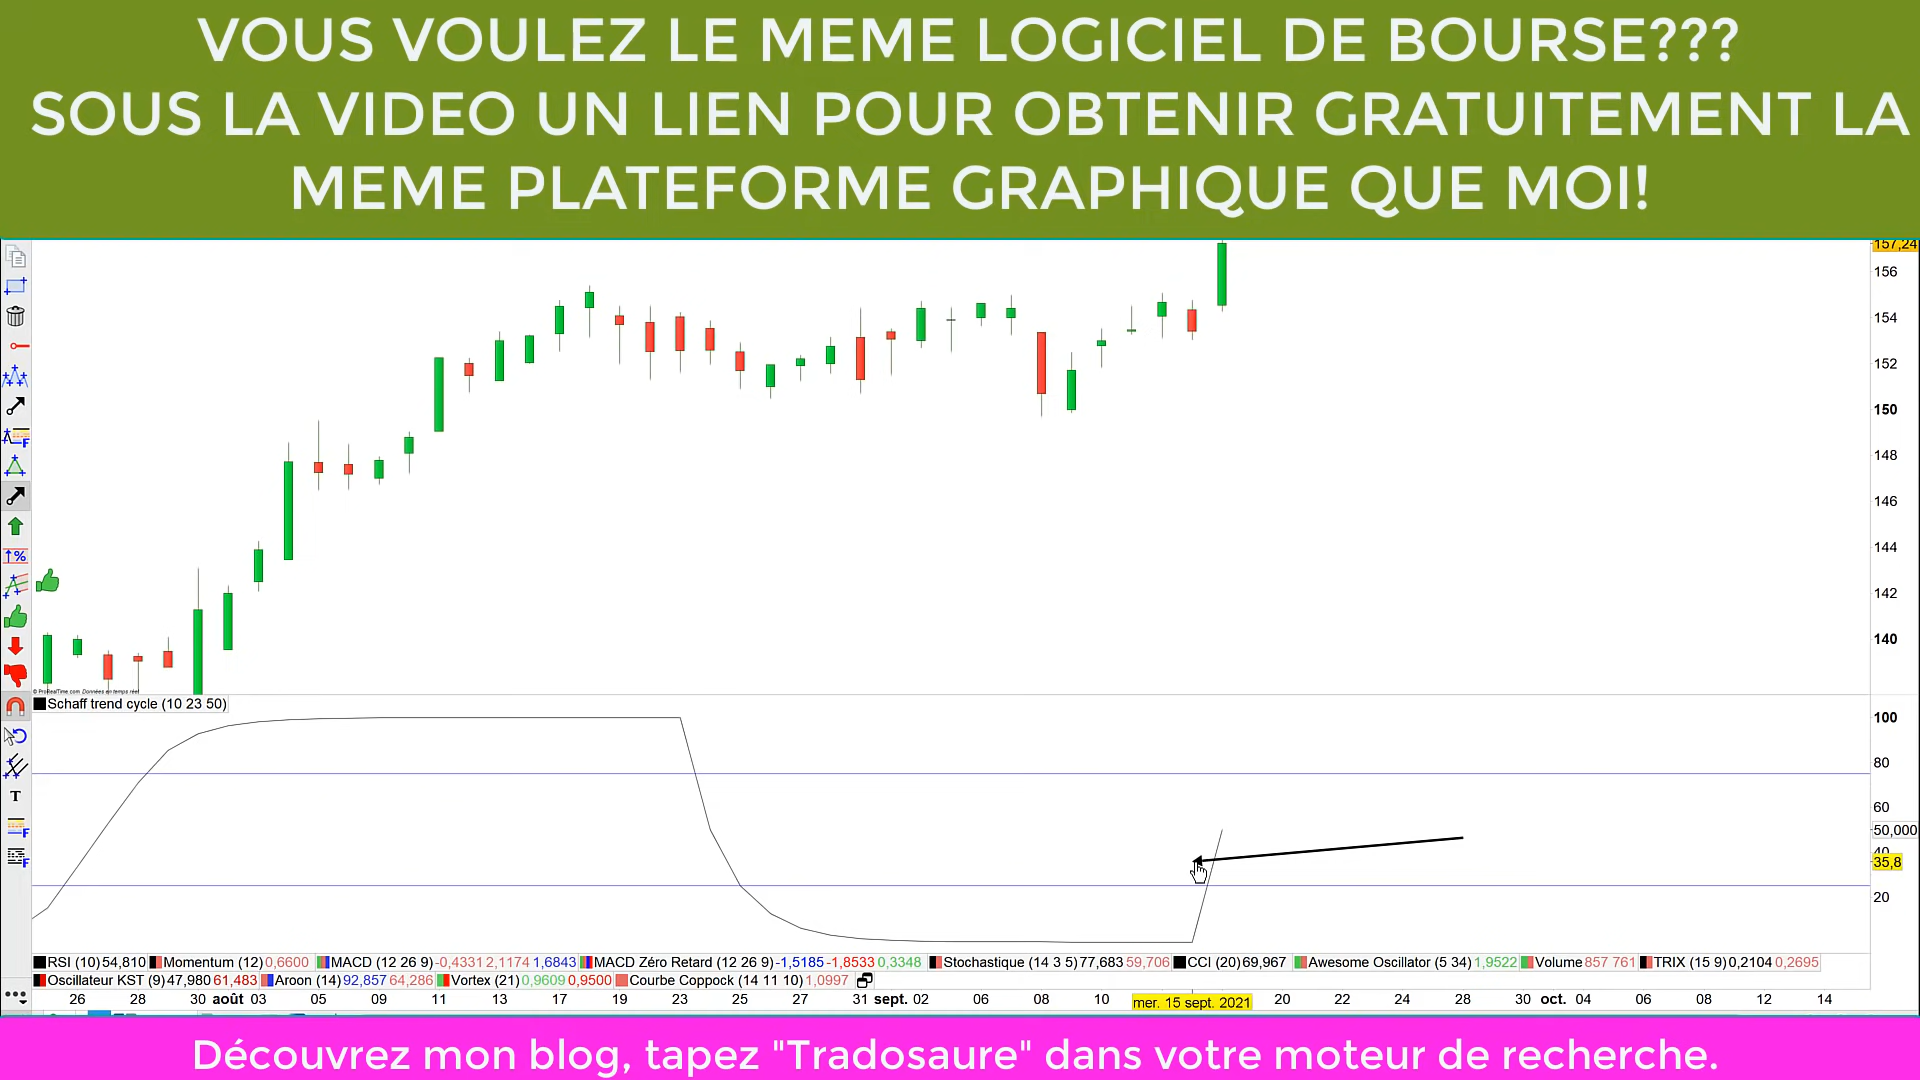 VOUS VOULEZ LE MEME LOGICIEL DE BOURSE???
SOUS LA VIDEO UN LIEN POUR OBTENIR GRATUITEMENT LA
MEME PLATEFORME GRAPHIQUE QUE MOI!
157,24
156
154
152
150
148
146
144
142
140
© ProRealTime.com Données en temps réel
Schaff trend cycle (10 23 50)
100
80
60
50,000
40
35,8
20
RSI (10) 54,810 Momentum (12) 0,6600 MACD (12 26 9) -0,4331 2,1174 1,6843 MACD Zéro Retard (12 26 9) -1,5185 -1,8533 0,3348 Stochastique (14 3 5) 77,683 59,706 CCI (20) 69,967 Awesome Oscillator (5 34) 1,9522 Volume 857 761 TRIX (15 9) 0,2104 0,2695
Oscillateur KST (9) 47,980 61,483 Aroon (14) 92,857 64,286 Vortex (21) 0,9609 0,9500 Courbe Coppock (14 11 10) 1,0997
26 28 30 août 03 05 09 11 13 17 19 23 25 27 31 sept. 02 06 08 10 mer. 15 sept. 2021 20 22 24 28 30 oct. 04 06 08 12 14
Découvrez mon blog, tapez "Tradosaure" dans votre moteur de recherche.